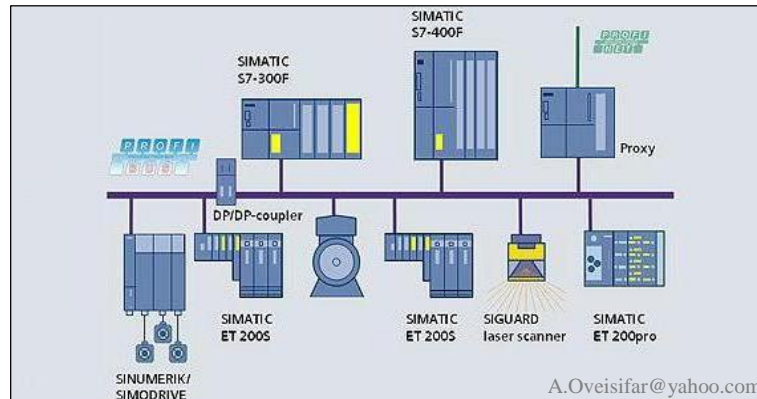 SIMATIC
S7-400F
PROFI
NET
SIMATIC
S7-300F
PROFI
BUS
Proxy
DP/DP-coupler
SIMATIC
ET 200S
SIMATIC
ET 200S
SIGUARD
laser scanner
SIMATIC
ET 200pro
SINUMERIK/
SIMODRIVE
A.Oveisifar@yahoo.com